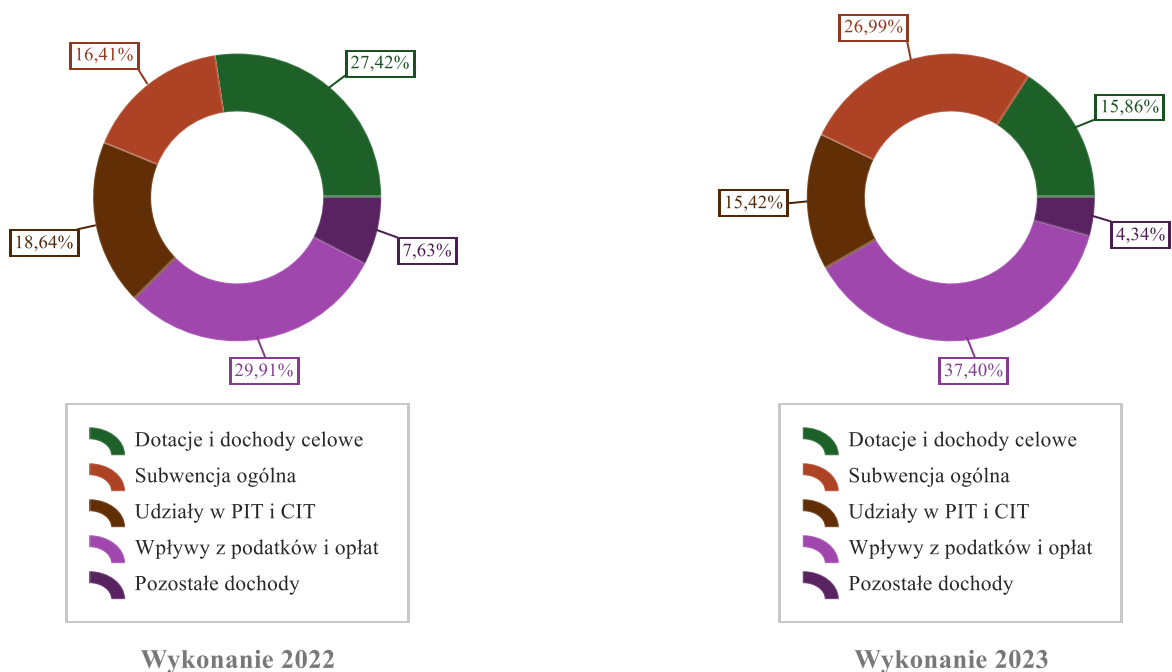 16,41%
27,42%
18,64%
7,63%
29,91%
Dotacje i dochody celowe
Subwencja ogólna
Udziały w PIT i CIT
Wpływy z podatków i opłat
Pozostałe dochody
Wykonanie 2022
26,99%
15,86%
15,42%
4,34%
37,40%
Dotacje i dochody celowe
Subwencja ogólna
Udziały w PIT i CIT
Wpływy z podatków i opłat
Pozostałe dochody
Wykonanie 2023